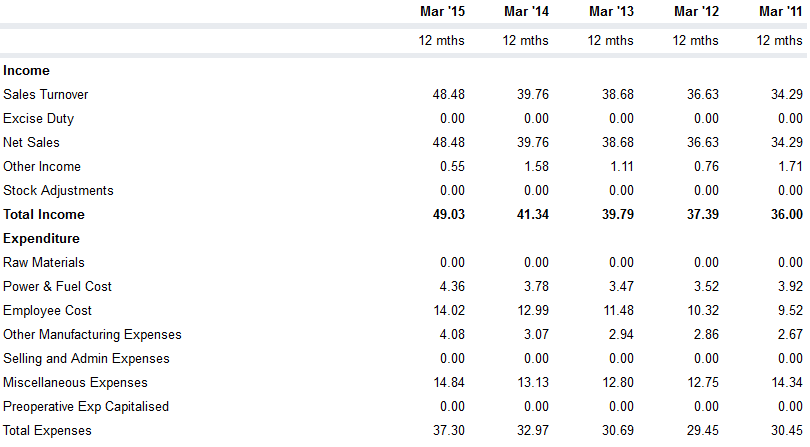 Mar '15 Mar '14 Mar '13 Mar '12 Mar '11
12 mths 12 mths 12 mths 12 mths 12 mths
Income
Sales Turnover 48.48 39.76 38.68 36.63 34.29
Excise Duty 0.00 0.00 0.00 0.00 0.00
Net Sales 48.48 39.76 38.68 36.63 34.29
Other Income 0.55 1.58 1.11 0.76 1.71
Stock Adjustments 0.00 0.00 0.00 0.00 0.00
Total Income 49.03 41.34 39.79 37.39 36.00
Expenditure
Raw Materials 0.00 0.00 0.00 0.00 0.00
Power & Fuel Cost 4.36 3.78 3.47 3.52 3.92
Employee Cost 14.02 12.99 11.48 10.32 9.52
Other Manufacturing Expenses 4.08 3.07 2.94 2.86 2.67
Selling and Admin Expenses 0.00 0.00 0.00 0.00 0.00
Miscellaneous Expenses 14.84 13.13 12.80 12.75 14.34
Preoperative Exp Capitalised 0.00 0.00 0.00 0.00 0.00
Total Expenses 37.30 32.97 30.69 29.45 30.45